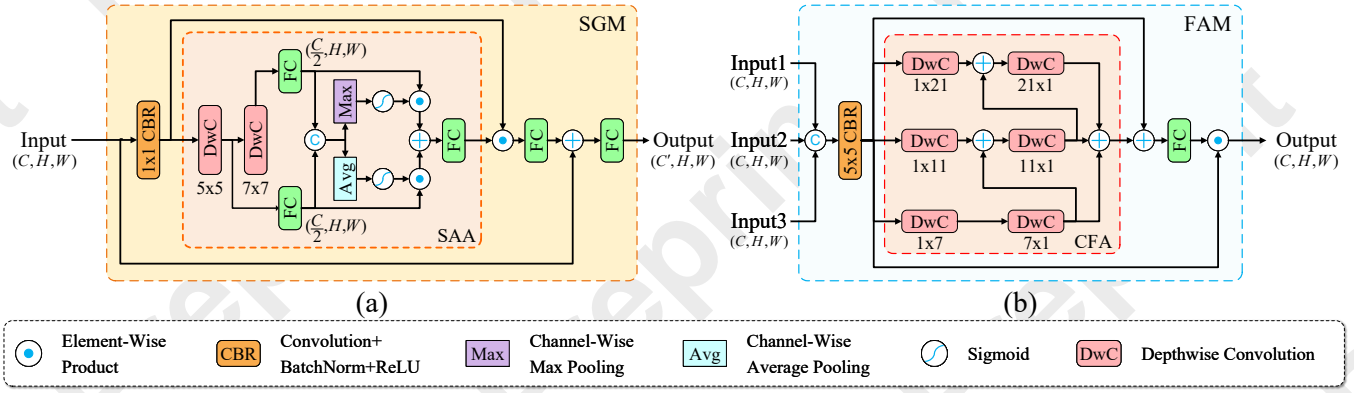 SGM
SAA
Input
(C,H,W)
1x1 CBR
DwC
5x5
DwC
7x7
FC
(C/2,H,W)
FC
(C/2,H,W)
C
Max
Avg
FC
FC
FC
Output
(C',H,W)
(a)
FAM
CFA
Input1
(C,H,W)
Input2
(C,H,W)
Input3
(C,H,W)
C
5x5 CBR
DwC
1x21
DwC
21x1
DwC
1x11
DwC
11x1
DwC
1x7
DwC
7x1
FC
Output
(C,H,W)
(b)
Element-Wise
Product
CBR
Convolution+
BatchNorm+ReLU
Max
Channel-Wise
Max Pooling
Avg
Channel-Wise
Average Pooling
Sigmoid
DwC
Depthwise Convolution